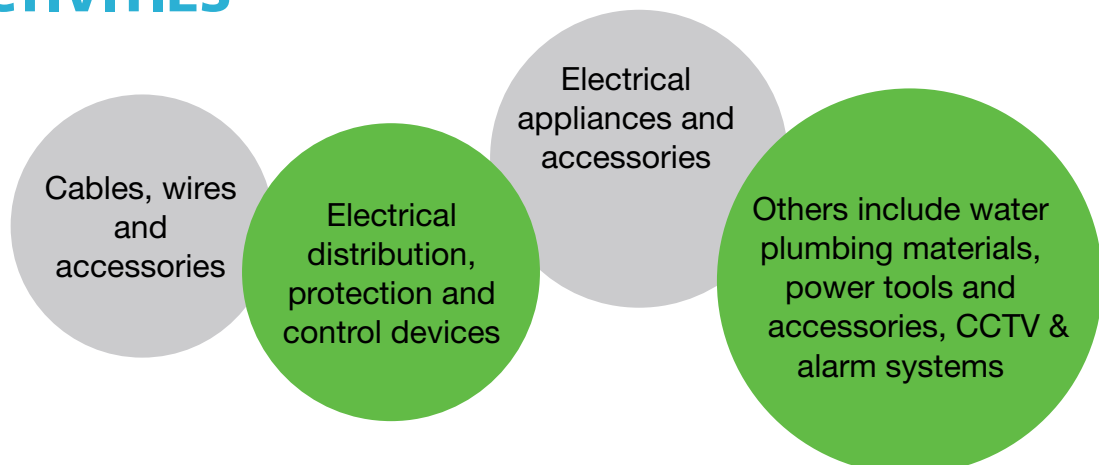 CTIVITIES
Cables, wires
and
accessories
Electrical
distribution,
protection and
control devices
Electrical
appliances and
accessories
Others include water
plumbing materials,
power tools and
accessories, CCTV &
alarm systems